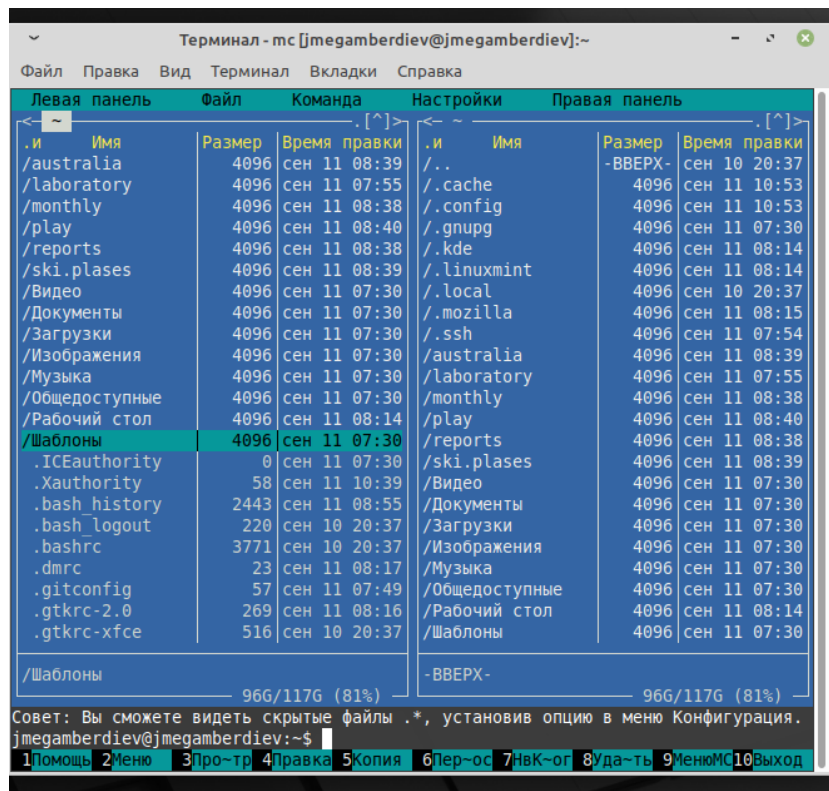 Терминал - mc [jmegamberdiev@jmegamberdiev]:~
Файл Правка Вид Терминал Вкладки Справка
Левая панель Файл Команда Настройки Правая панель
<─ ~ ─.[^]>
.и Имя Размер Время правки
/australia 4096 сен 11 08:39
/laboratory 4096 сен 11 07:55
/monthly 4096 сен 11 08:38
/play 4096 сен 11 08:40
/reports 4096 сен 11 08:38
/ski.plases 4096 сен 11 08:39
/Видео 4096 сен 11 07:30
/Документы 4096 сен 11 07:30
/Загрузки 4096 сен 11 07:30
/Изображения 4096 сен 11 07:30
/Музыка 4096 сен 11 07:30
/Общедоступные 4096 сен 11 07:30
/Рабочий стол 4096 сен 11 08:14
/Шаблоны 4096 сен 11 07:30
.ICEauthority 0 сен 11 07:30
.Xauthority 58 сен 11 10:39
.bash_history 2443 сен 11 08:55
.bash_logout 220 сен 10 20:37
.bashrc 3771 сен 10 20:37
.dmrc 23 сен 11 08:17
.gitconfig 57 сен 11 07:49
.gtkrc-2.0 269 сен 11 08:16
.gtkrc-xfce 516 сен 10 20:37
/Шаблоны
96G/117G (81%)
<─ ~ ─.[^]>
.и Имя Размер Время правки
/.. -ВВЕРХ- сен 10 20:37
/.cache 4096 сен 11 10:53
/.config 4096 сен 11 10:53
/.gnupg 4096 сен 11 07:30
/.kde 4096 сен 11 08:14
/.linuxmint 4096 сен 11 08:14
/.local 4096 сен 10 20:37
/.mozilla 4096 сен 11 08:15
/.ssh 4096 сен 11 07:54
/australia 4096 сен 11 08:39
/laboratory 4096 сен 11 07:55
/monthly 4096 сен 11 08:38
/play 4096 сен 11 08:40
/reports 4096 сен 11 08:38
/ski.plases 4096 сен 11 08:39
/Видео 4096 сен 11 07:30
/Документы 4096 сен 11 07:30
/Загрузки 4096 сен 11 07:30
/Изображения 4096 сен 11 07:30
/Музыка 4096 сен 11 07:30
/Общедоступные 4096 сен 11 07:30
/Рабочий стол 4096 сен 11 08:14
/Шаблоны 4096 сен 11 07:30
-ВВЕРХ-
96G/117G (81%)
Совет: Вы сможете видеть скрытые файлы .*, установив опцию в меню Конфигурация.
jmegamberdiev@jmegamberdiev:~$
1Помощь 2Меню 3Про~тр 4Правка 5Копия 6Пер~ос 7НвК~ог 8Уда~ть 9МенюМС 10Выход